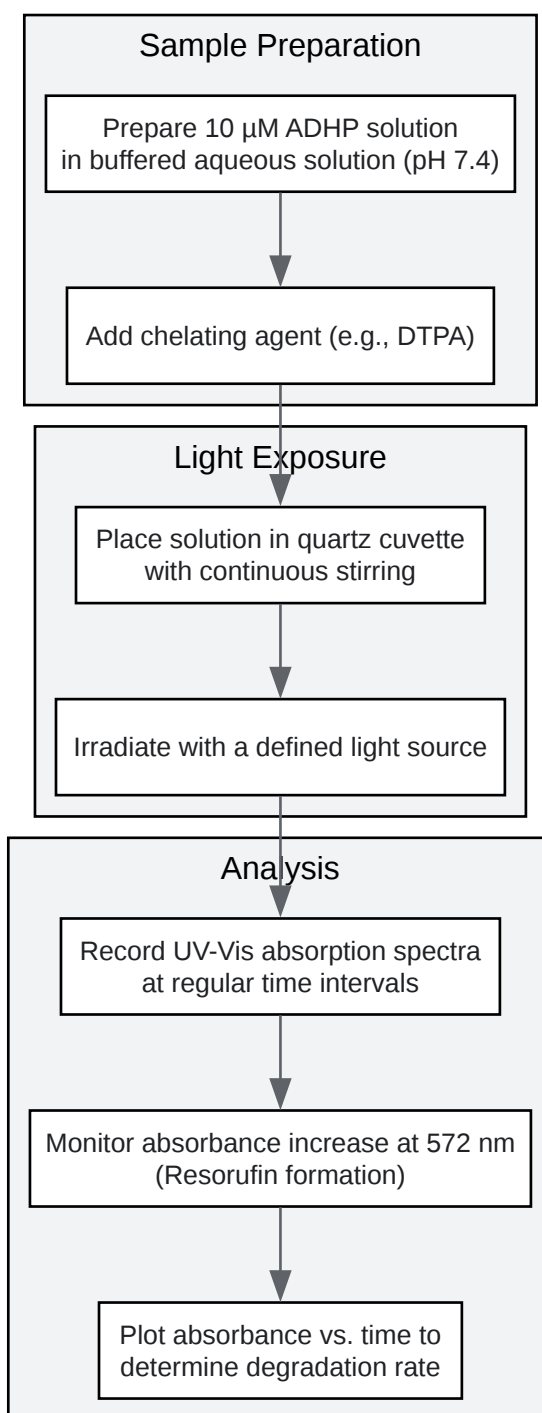 Sample Preparation
Prepare 10 µM ADHP solution
in buffered aqueous solution (pH 7.4)
Add chelating agent (e.g., DTPA)
Light Exposure
Place solution in quartz cuvette
with continuous stirring
Irradiate with a defined light source
Analysis
Record UV-Vis absorption spectra
at regular time intervals
Monitor absorbance increase at 572 nm
(Resorufin formation)
Plot absorbance vs. time to
determine degradation rate